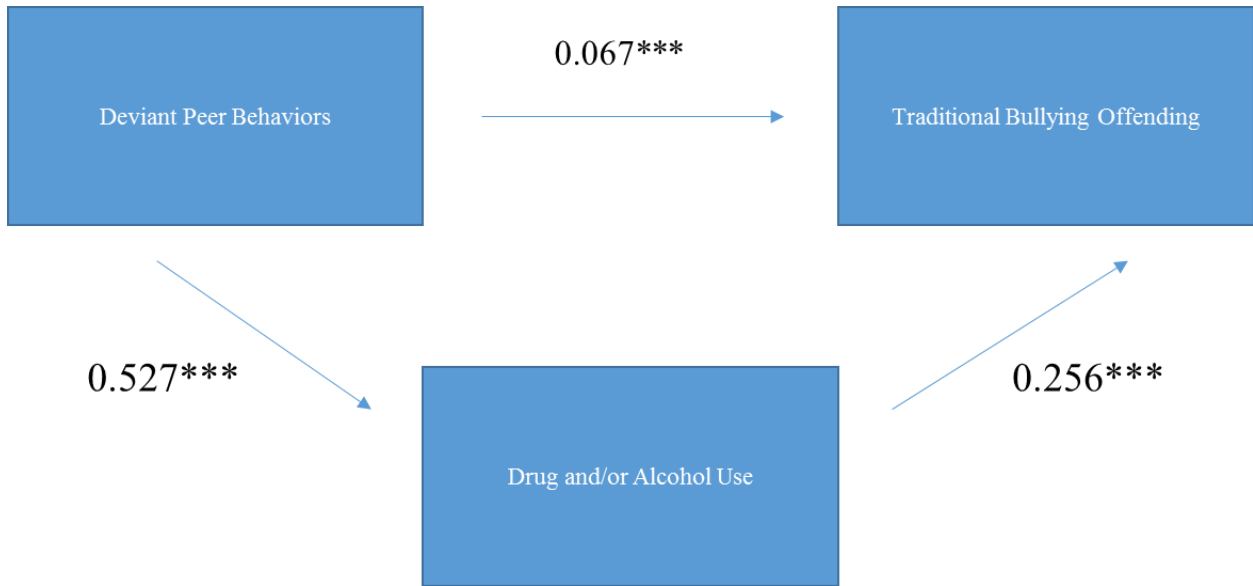 0.067***
Deviant Peer Behaviors
Traditional Bullying Offending
0.527***
0.256***
Drug and/or Alcohol Use